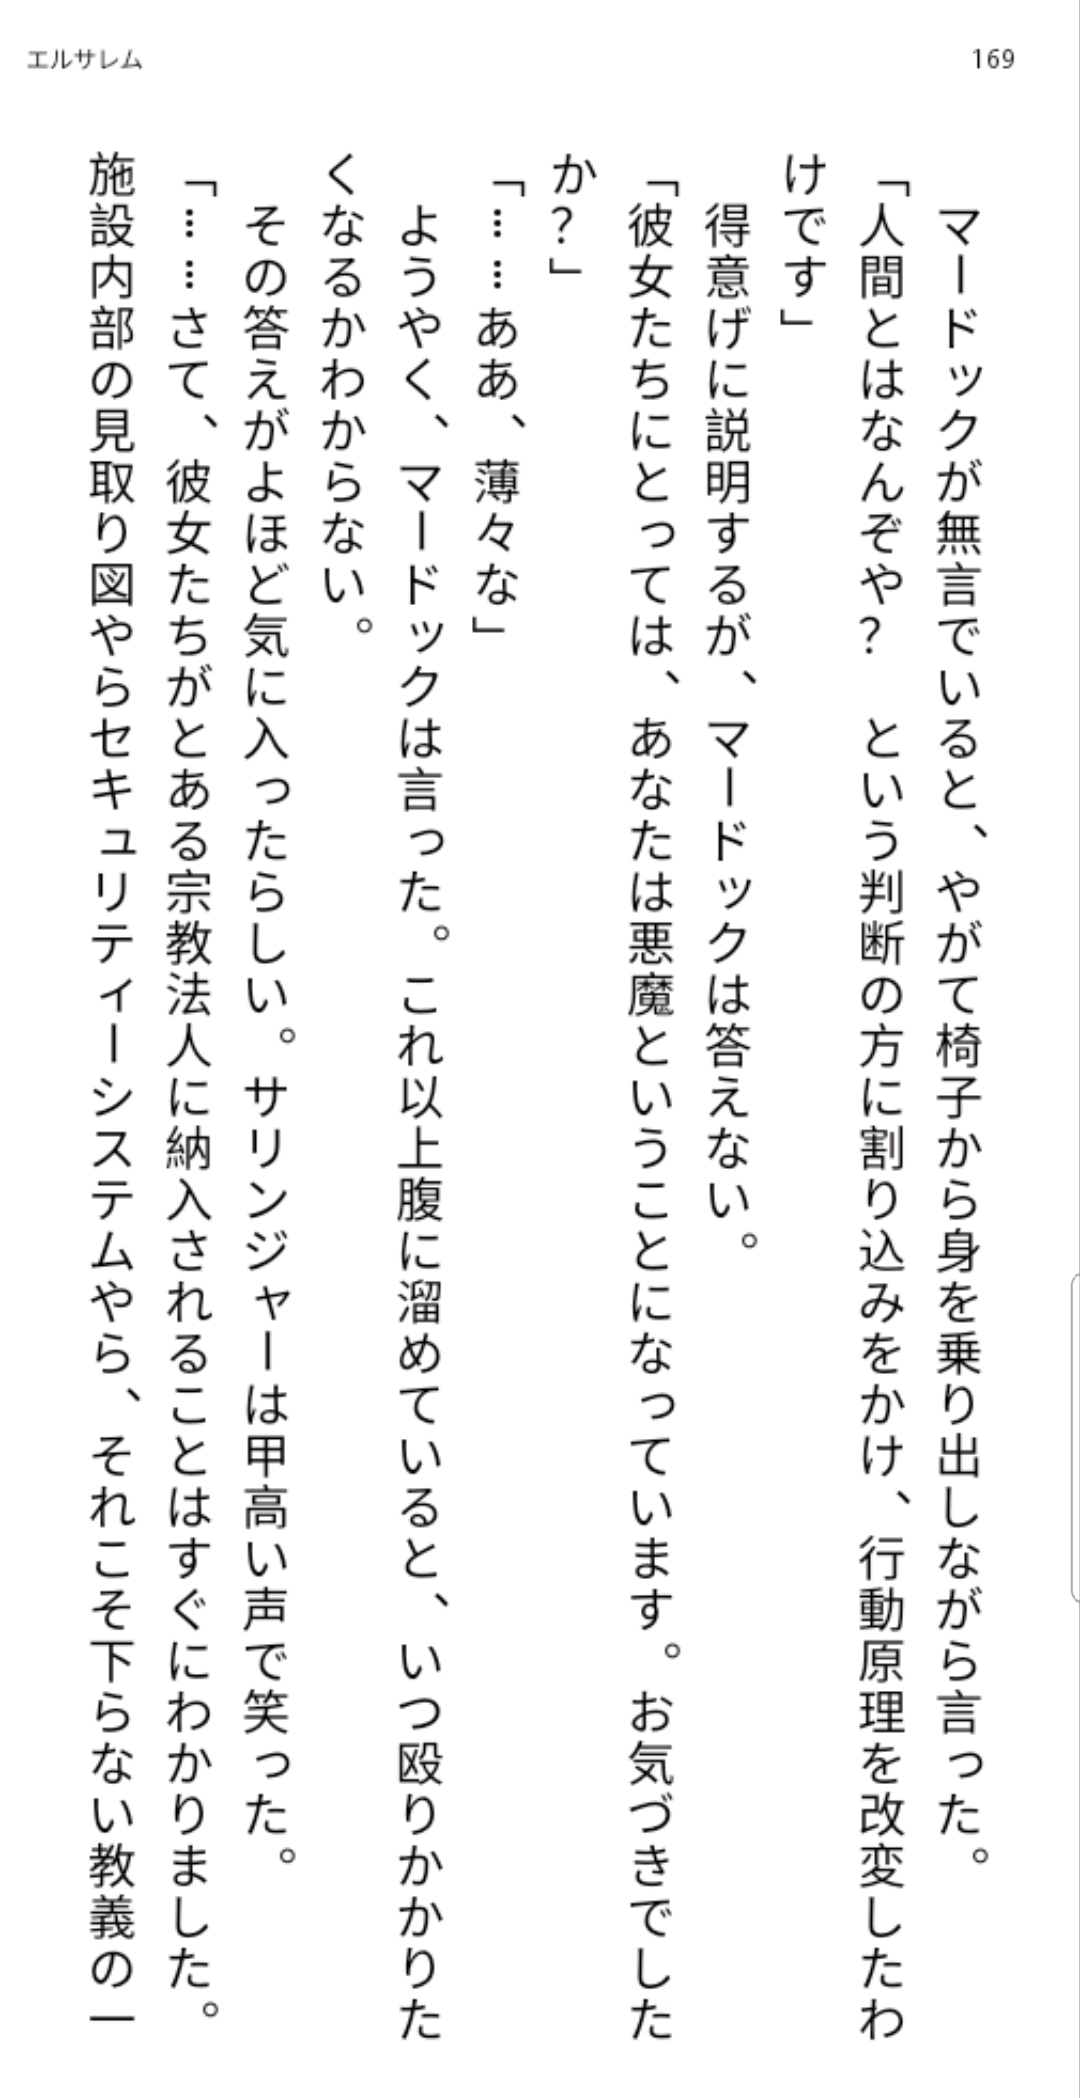 エルサレム
169
　マードックが無言でいると、やがて椅子から身を乗り出しながら言った。
「人間とはなんぞや？　という判断の方に割り込みをかけ、行動原理を改変したわ
けです」
　得意げに説明するが、マードックは答えない。
「彼女たちにとっては、あなたは悪魔ということになっています。お気づきでした
か？」
「……ああ、薄々な」
　ようやく、マードックは言った。これ以上腹に溜めていると、いつ殴りかかりた
くなるかわからない。
　その答えがよほど気に入ったらしい。サリンジャーは甲高い声で笑った。
「……さて、彼女たちがとある宗教法人に納入されることはすぐにわかりました。
施設内部の見取り図やらセキュリティーシステムやら、それこそ下らない教義の一